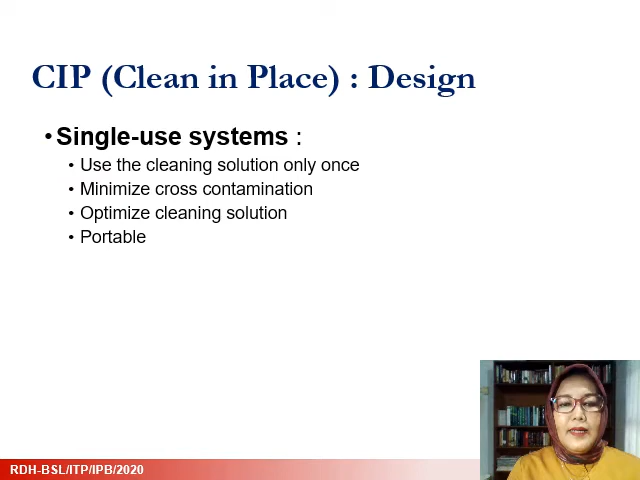 CIP (Clean in Place) : Design
• Single-use systems :
• Use the cleaning solution only once
• Minimize cross contamination
• Optimize cleaning solution
• Portable
RDH-BSL/ITP/IPB/2020